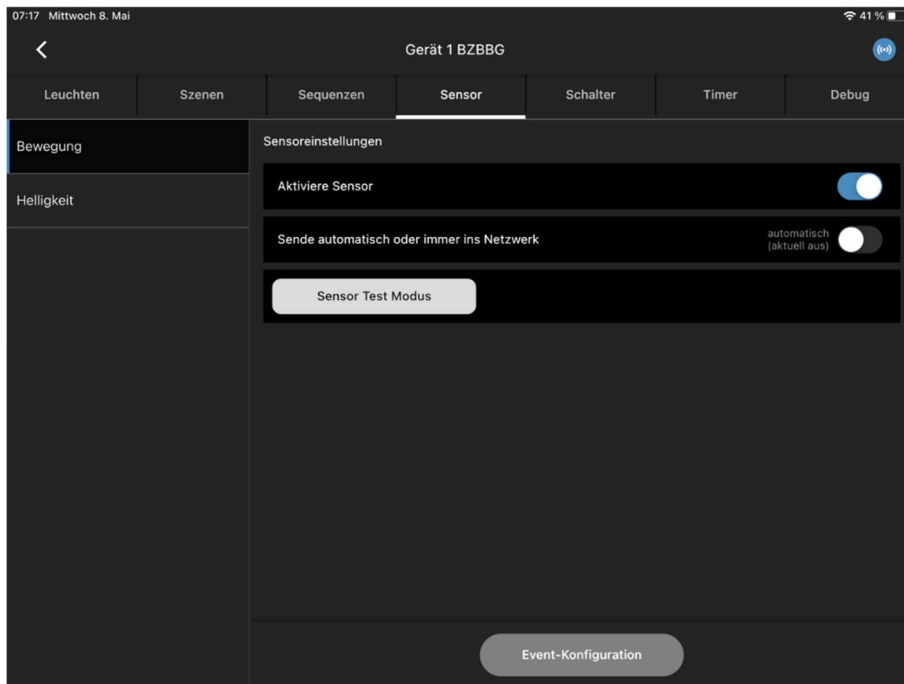 07:17 Mittwoch 8. Mai 41 %
Gerät 1 BZBBG
Leuchten Szenen Sequenzen Sensor Schalter Timer Debug
Bewegung
Helligkeit
Sensoreinstellungen
Aktiviere Sensor
Sende automatisch oder immer ins Netzwerk
automatisch
(aktuell aus)
Sensor Test Modus
Event-Konfiguration